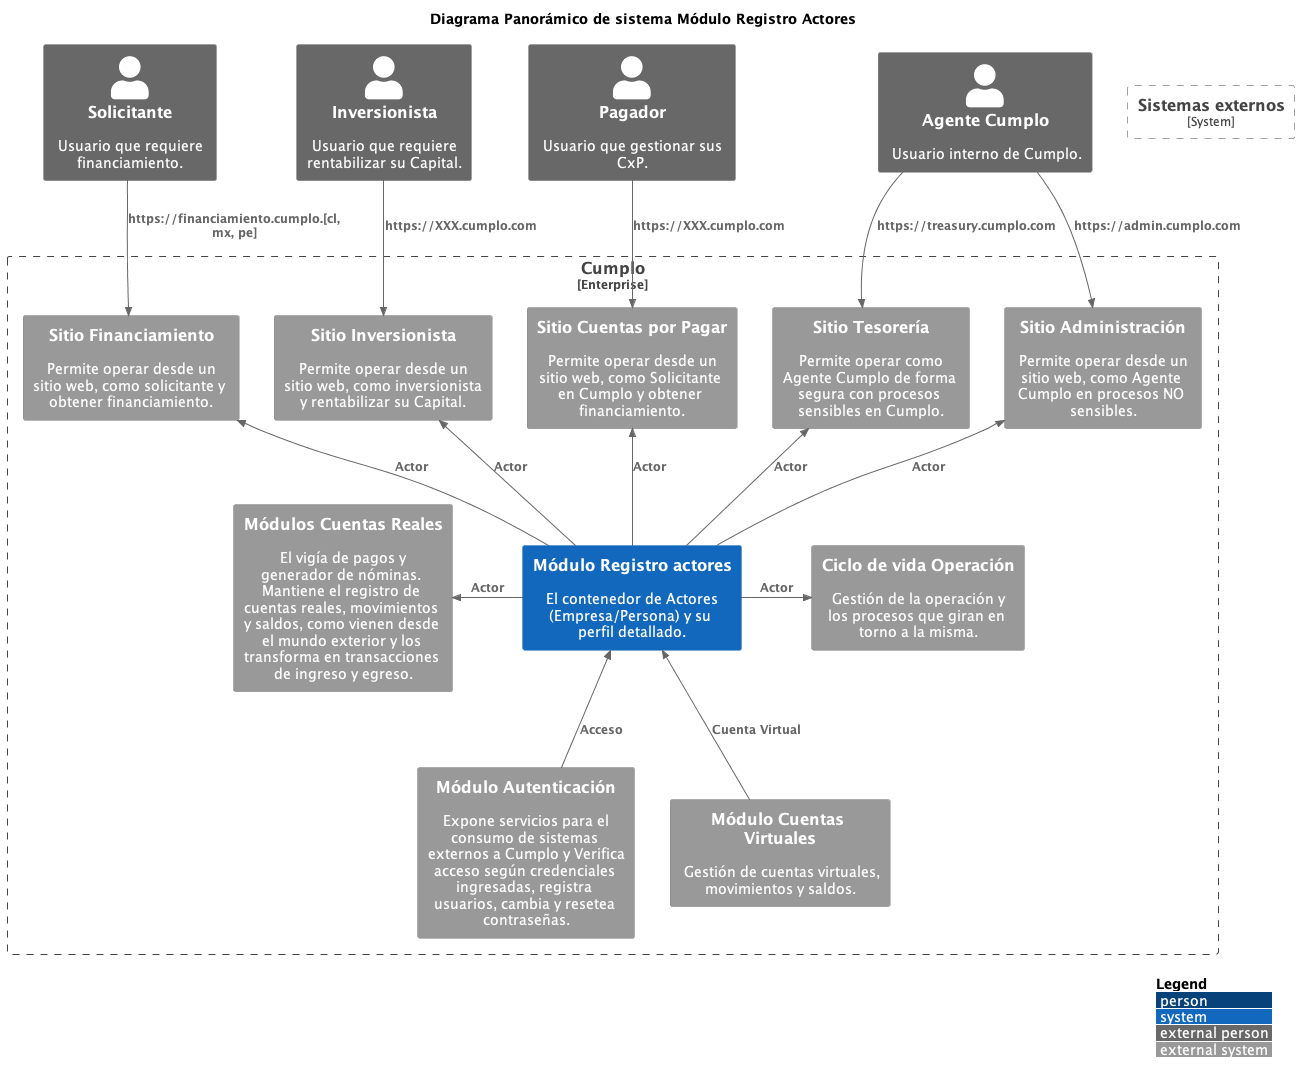 Diagrama Panorámico de sistema Módulo Registro Actores
Solicitante
Usuario que requiere
financiamiento.
Inversionista
Usuario que requiere
rentabilizar su Capital.
Pagador
Usuario que gestionar sus
CxP.
Agente Cumplo
Usuario interno de Cumplo.
Sistemas externos
[System]
https://financiamiento.cumplo.[cl,
mx, pe]
https://XXX.cumplo.com
https://XXX.cumplo.com
https://treasury.cumplo.com
https://admin.cumplo.com
Cumplo
[Enterprise]
Sitio Financiamiento
Permite operar desde un
sitio web, como solicitante y
obtener financiamiento.
Sitio Inversionista
Permite operar desde un
sitio web, como inversionista
y rentabilizar su Capital.
Sitio Cuentas por Pagar
Permite operar desde un
sitio web, como Solicitante
en Cumplo y obtener
financiamiento.
Sitio Tesorería
Permite operar como
Agente Cumplo de forma
segura con procesos
sensibles en Cumplo.
Sitio Administración
Permite operar desde un
sitio web, como Agente
Cumplo en procesos NO
sensibles.
Actor
Actor
Actor
Actor
Actor
Módulos Cuentas Reales
El vigía de pagos y
generador de nóminas.
Mantiene el registro de
cuentas reales, movimientos
y saldos, como vienen desde
el mundo exterior y los
transforma en transacciones
de ingreso y egreso.
Actor
Módulo Registro actores
El contenedor de Actores
(Empresa/Persona) y su
perfil detallado.
Actor
Ciclo de vida Operación
Gestión de la operación y
los procesos que giran en
torno a la misma.
Acceso
Cuenta Virtual
Módulo Autenticación
Expone servicios para el
consumo de sistemas
externos a Cumplo y Verifica
acceso según credenciales
ingresadas, registra
usuarios, cambia y resetea
contraseñas.
Módulo Cuentas
Virtuales
Gestión de cuentas virtuales,
movimientos y saldos.
Legend
person
system
external person
external system